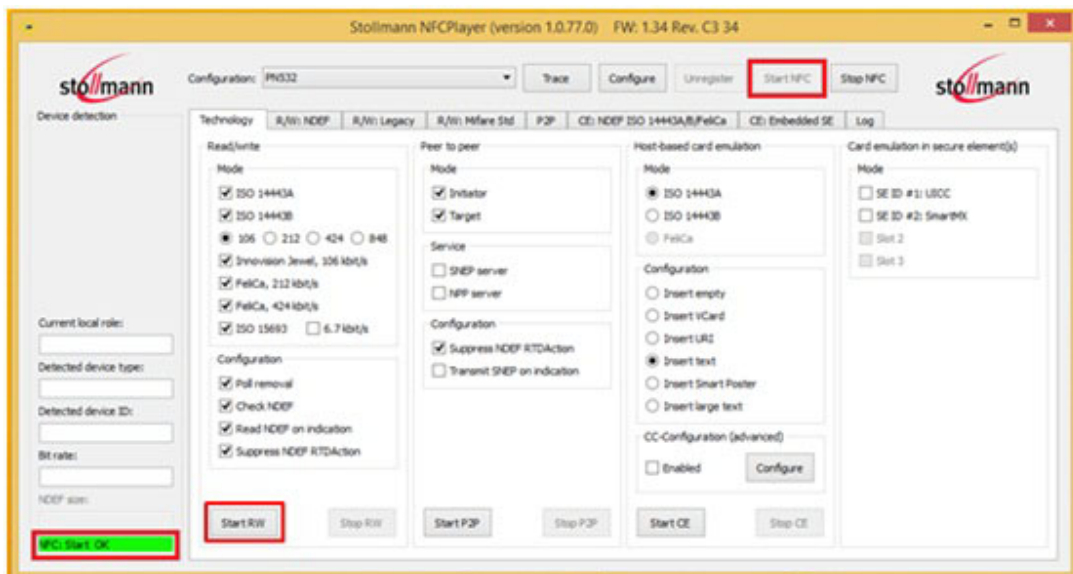 Stollmann NFCPlayer (version 1.0.77.0) FW: 1.34 Rev. C3 34
stollmann
Configuration: PN532 Trace Configure Unregister Start NFC Stop NFC
stollmann
Device detection
Technology R/W: NDEF R/W: Legacy R/W: Mifare Std P2P CE: NDEF ISO 14443A/B/FeliCa CE: Embedded SE Log
Read/write
Mode
ISO 14443A
ISO 14443B
106 212 424 848
Innovision Jewel, 106 kbit/s
FeliCa, 212 kbit/s
FeliCa, 424 kbit/s
ISO 15693 6.7 kbit/s
Configuration
Poll removal
Check NDEF
Read NDEF on indication
Suppress NDEF RTDAction
Start RW Stop RW
Peer to peer
Mode
Initiator
Target
Service
SNEP server
NPP server
Configuration
Suppress NDEF RTDAction
Transmit SNEP on indication
Start P2P Stop P2P
Host-based card emulation
Mode
ISO 14443A
ISO 14443B
FeliCa
Configuration
Insert empty
Insert VCard
Insert URI
Insert text
Insert Smart Poster
Insert large text
CC-Configuration (advanced)
Enabled Configure
Start CE Stop CE
Card emulation in secure element(s)
Mode
SE ID #1: UICC
SE ID #2: SmartMX
Slot 2
Slot 3
Current local role:
Detected device type:
Detected device ID:
Bit rate:
NDEF size:
NFC: Start OK